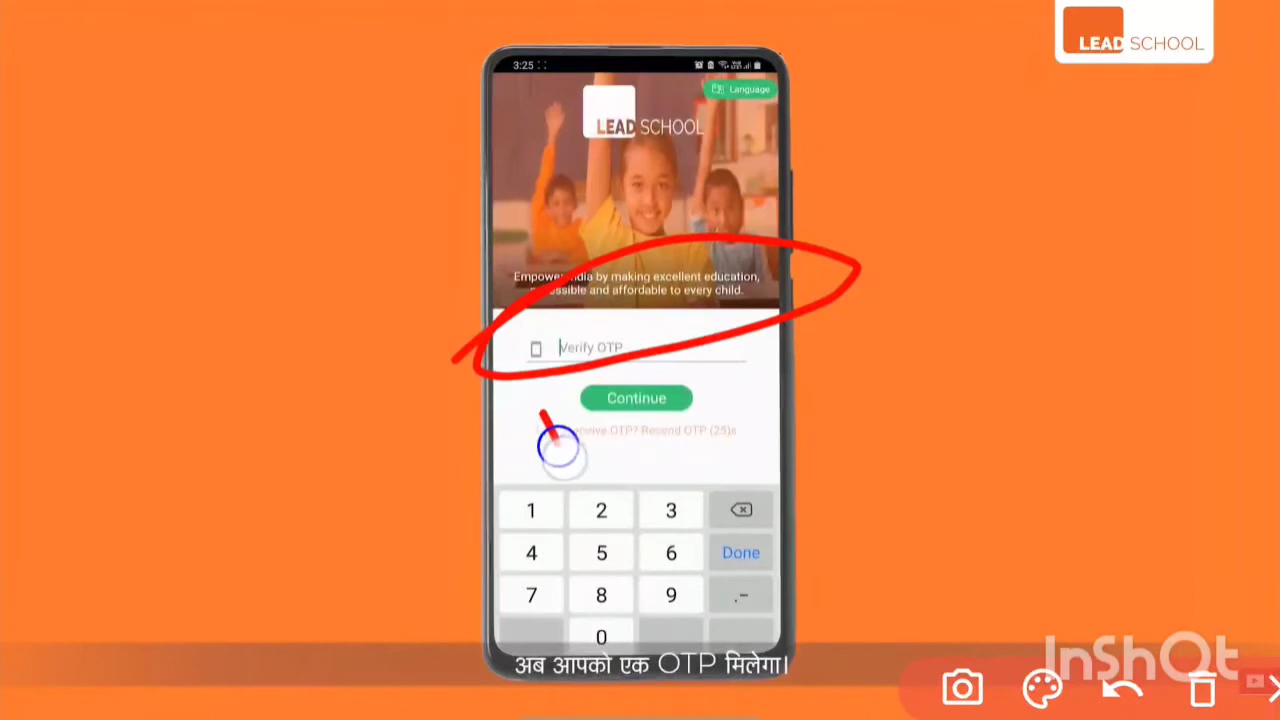 LEAD SCHOOL
3:25
Language
LEAD SCHOOL
Empower India by making excellent education,
accessible and affordable to every child.
Verify OTP
Continue
receive OTP? Resend OTP (25)s
1 2 3
4 5 6 Done
7 8 9 .-
0
अब आपको एक OTP मिलेगा।
InShOt